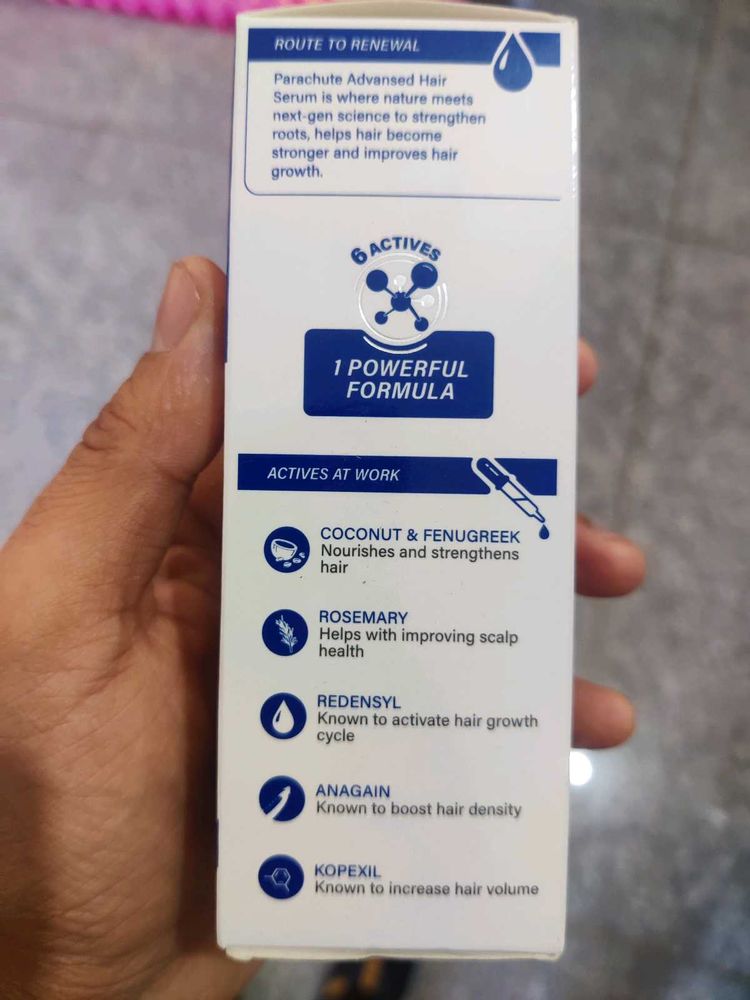 ROUTE TO RENEWAL
Parachute Advansed Hair
Serum is where nature meets
next-gen science to strengthen
roots, helps hair become
stronger and improves hair
growth.
6 ACTIVES
1 POWERFUL
FORMULA
ACTIVES AT WORK
COCONUT & FENUGREEK
Nourishes and strengthens
hair
ROSEMARY
Helps with improving scalp
health
REDENSYL
Known to activate hair growth
cycle
ANAGAIN
Known to boost hair density
KOPEXIL
Known to increase hair volume